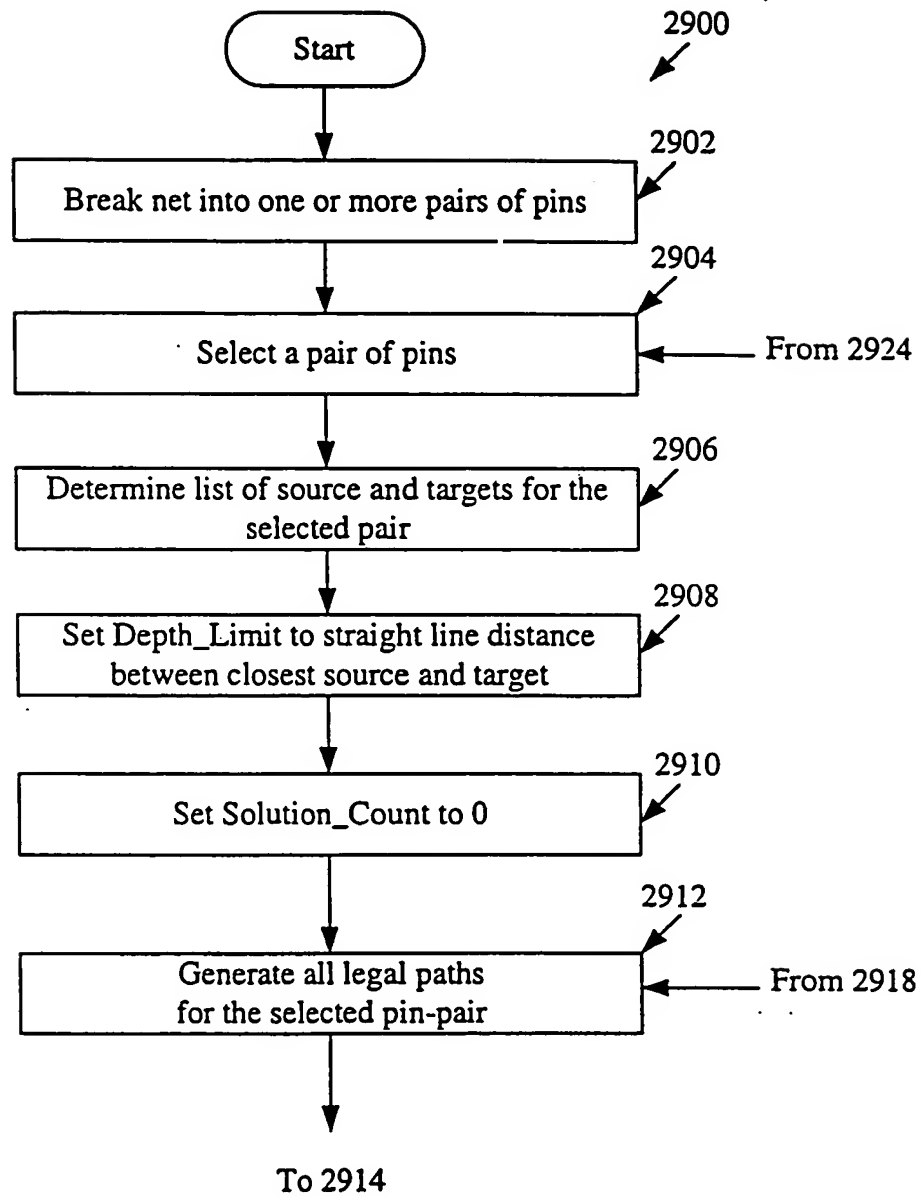 Start
2900
2902
Break net into one or more pairs of pins
2904
Select a pair of pins
From 2924
2906
Determine list of source and targets for the
selected pair
2908
Set Depth_Limit to straight line distance
between closest source and target
2910
Set Solution_Count to 0
2912
Generate all legal paths
for the selected pin-pair
From 2918
To 2914